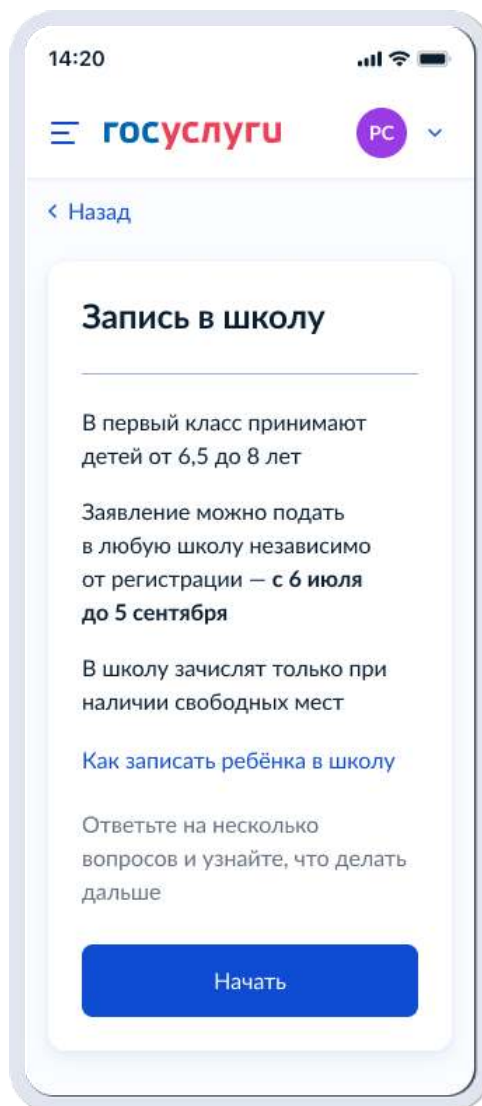 14:20
госуслуги
РС
Назад
Запись в школу
В первый класс принимают
детей от 6,5 до 8 лет
Заявление можно подать
в любую школу независимо
от регистрации — с 6 июля
до 5 сентября
В школу зачислят только при
наличии свободных мест
Как записать ребёнка в школу
Ответьте на несколько
вопросов и узнайте, что делать
дальше
Начать